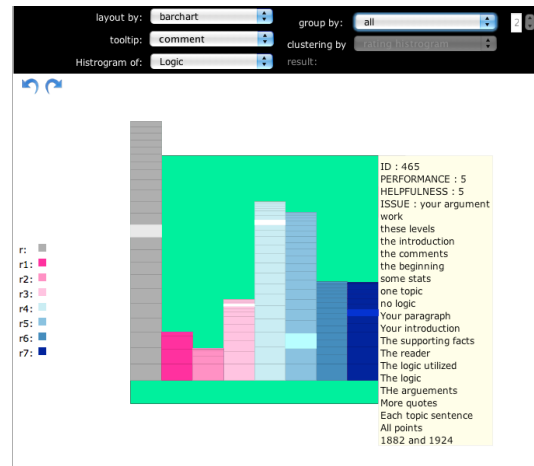 layout by: barchart group by: all 2
tooltip: comment clustering by rating histrogram
Histrogram of: Logic result:
r:
r1:
r2:
r3:
r4:
r5:
r6:
r7:
ID : 465
PERFORMANCE : 5
HELPFULNESS : 5
ISSUE : your argument
work
these levels
the introduction
the comments
the beginning
some stats
one topic
no logic
Your paragraph
Your introduction
The supporting facts
The reader
The logic utilized
The logic
THe arguements
More quotes
Each topic sentence
All points
1882 and 1924